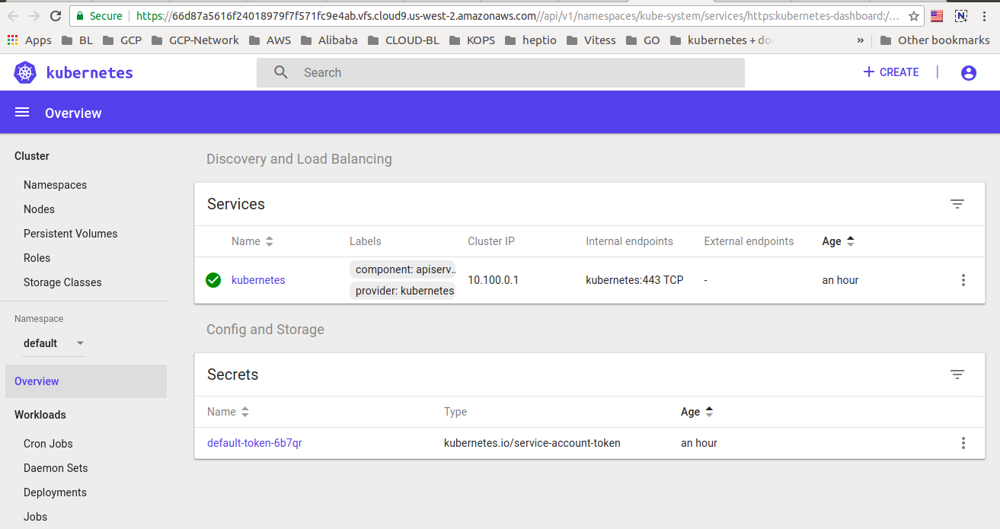 Secure https://66d87a5616f24018979f7f571fc9e4ab.vfs.cloud9.us-west-2.amazonaws.com//api/v1/namespaces/kube-system/services/https:kubernetes-dashboard:/...
Apps BL GCP GCP-Network AWS Alibaba CLOUD-BL KOPS heptio Vitess GO kubernetes + do » Other bookmarks
kubernetes Search + CREATE
Overview
Cluster
Namespaces
Nodes
Persistent Volumes
Roles
Storage Classes
Namespace
default
Overview
Workloads
Cron Jobs
Daemon Sets
Deployments
Jobs
Discovery and Load Balancing
Services
Name Labels Cluster IP Internal endpoints External endpoints Age
kubernetes component: apiserv.. provider: kubernetes 10.100.0.1 kubernetes:443 TCP - an hour
Config and Storage
Secrets
Name Type Age
default-token-6b7qr kubernetes.io/service-account-token an hour